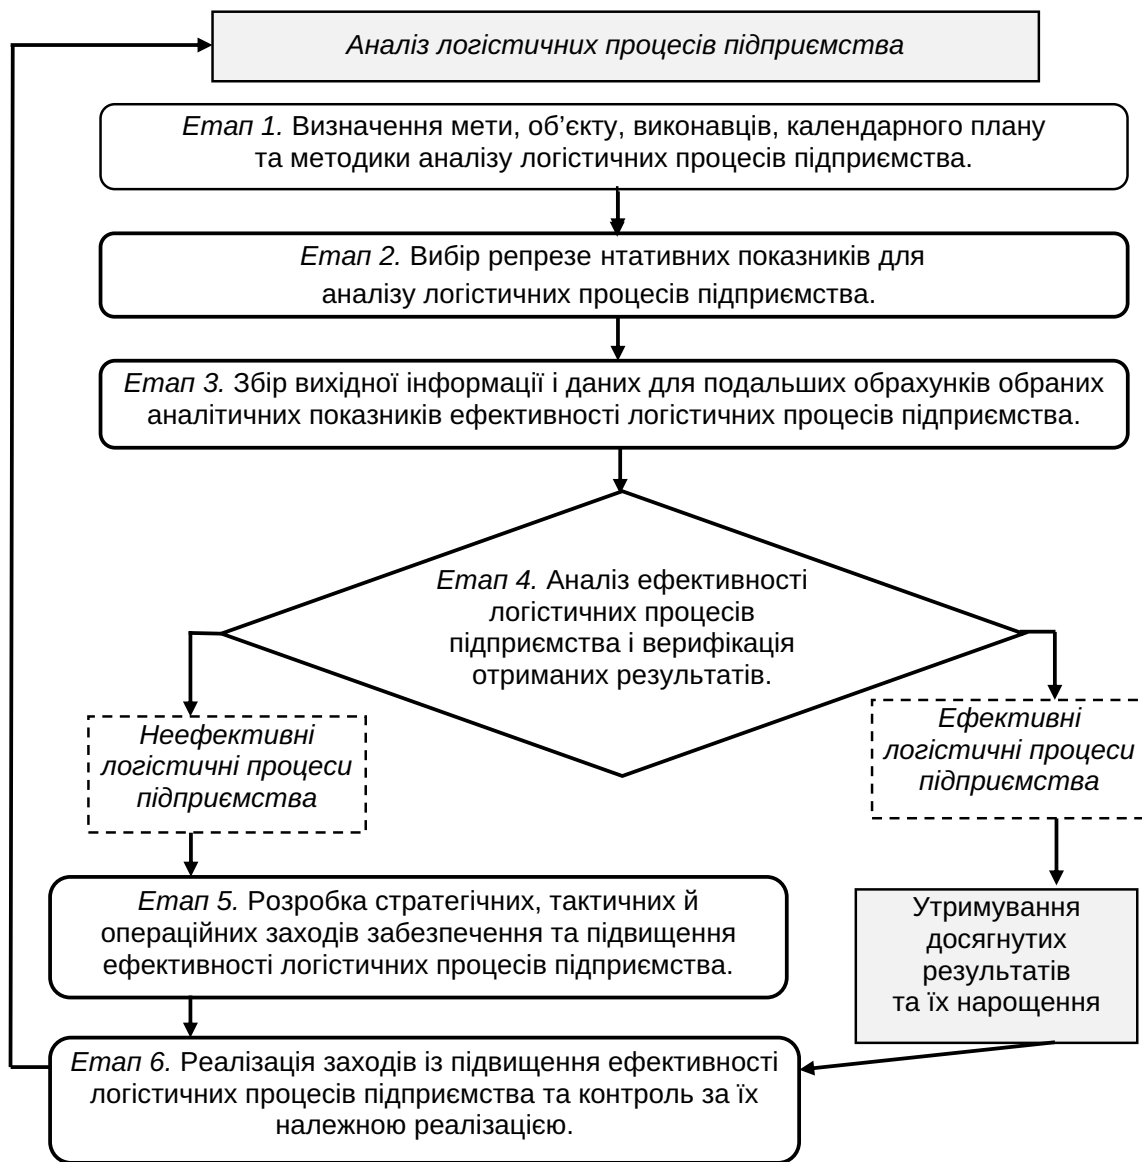 Аналіз логістичних процесів підприємства
Етап 1. Визначення мети, об’єкту, виконавців, календарного плану
та методики аналізу логістичних процесів підприємства.
Етап 2. Вибір репрезе нтативних показників для
аналізу логістичних процесів підприємства.
Етап 3. Збір вихідної інформації і даних для подальших обрахунків обраних
аналітичних показників ефективності логістичних процесів підприємства.
Етап 4. Аналіз ефективності
логістичних процесів
підприємства і верифікація
отриманих результатів.
Неефективні
логістичні процеси
підприємства
Ефективні
логістичні процеси
підприємства
Етап 5. Розробка стратегічних, тактичних й
операційних заходів забезпечення та підвищення
ефективності логістичних процесів підприємства.
Утримування
досягнутих
результатів
та їх нарощення
Етап 6. Реалізація заходів із підвищення ефективності
логістичних процесів підприємства та контроль за їх
належною реалізацією.